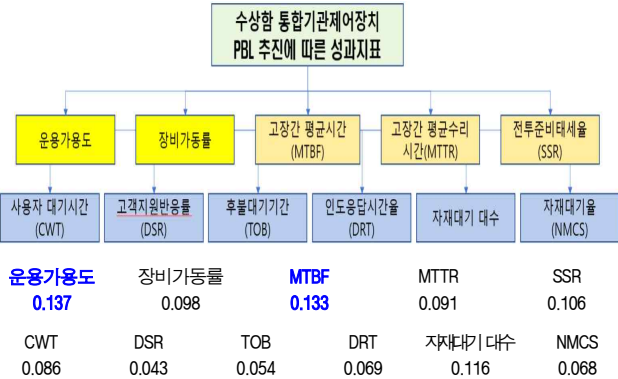 수상함 통합기관제어장치
PBL 추진에 따른 성과지표
운용가용도
장비가동률
고장간 평균시간
(MTBF)
고장간 평균수리
시간(MTTR)
전투준비태세율
(SSR)
사용자 대기시간
(CWT)
고객지원반응률
(DSR)
후불대기기간
(TOB)
인도응답시간율
(DRT)
자재대기 대수
자재대기율
(NMCS)
운용가용도 장비가동률 MTBF MTTR SSR
0.137 0.098 0.133 0.091 0.106
CWT DSR TOB DRT 자재대기 대수 NMCS
0.086 0.043 0.054 0.069 0.116 0.068